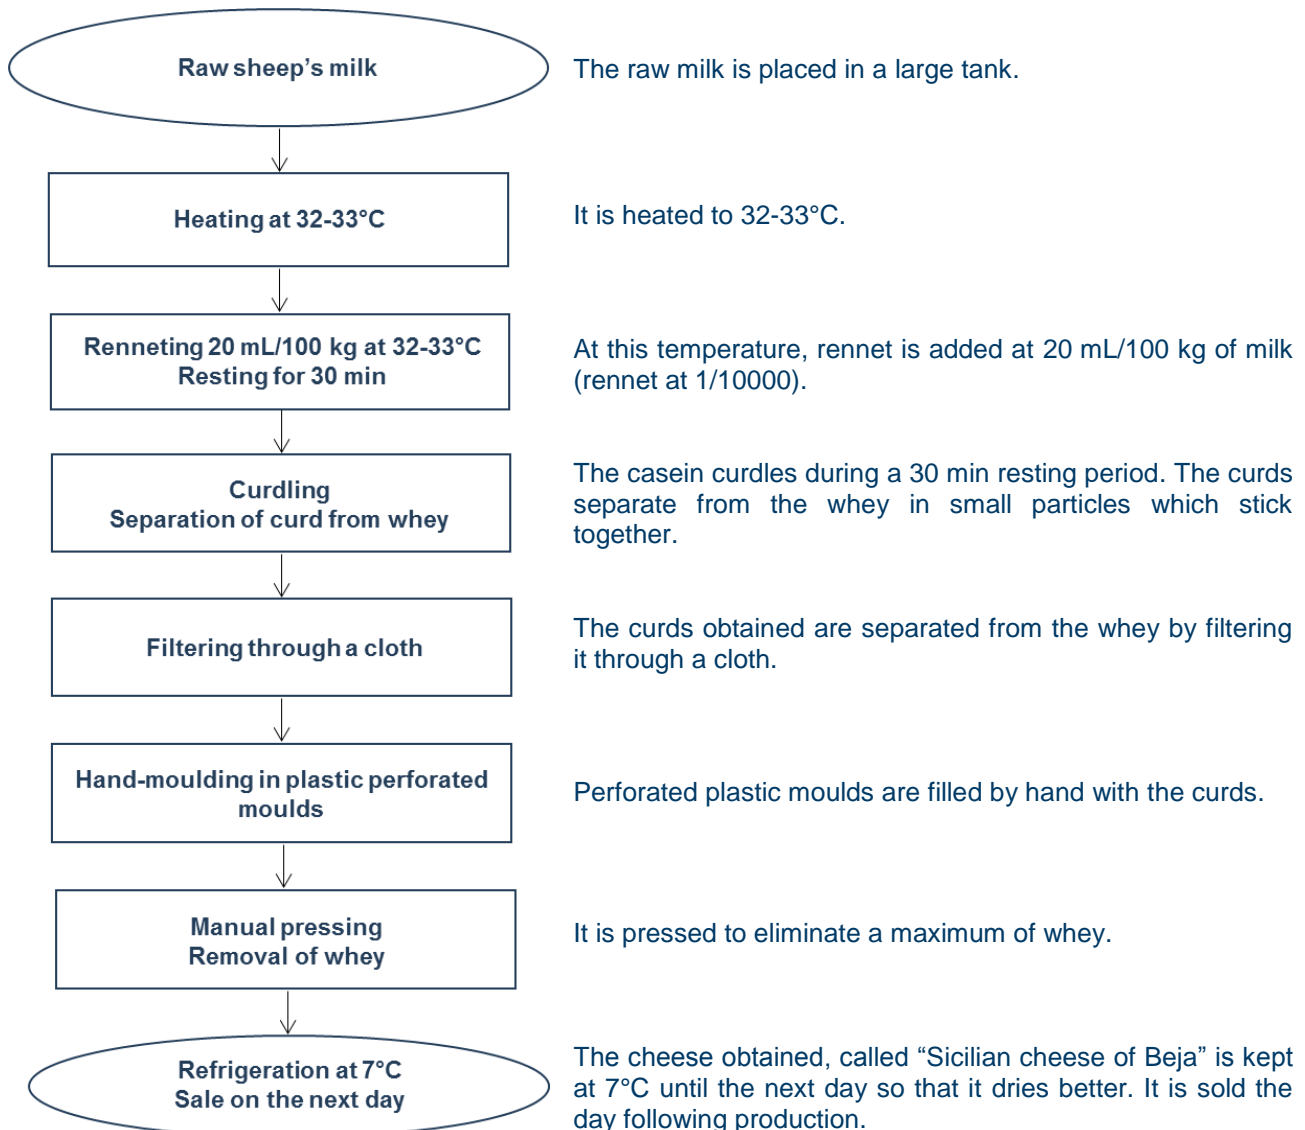 Raw sheep's milk
The raw milk is placed in a large tank.
Heating at 32-33°C
It is heated to 32-33°C.
Renneting 20 mL/100 kg at 32-33°C
Resting for 30 min
At this temperature, rennet is added at 20 mL/100 kg of milk
(rennet at 1/10000).
Curdling
Separation of curd from whey
The casein curdles during a 30 min resting period. The curds
separate from the whey in small particles which stick
together.
Filtering through a cloth
The curds obtained are separated from the whey by filtering
it through a cloth.
Hand-moulding in plastic perforated
moulds
Perforated plastic moulds are filled by hand with the curds.
Manual pressing
Removal of whey
It is pressed to eliminate a maximum of whey.
Refrigeration at 7°C
Sale on the next day
The cheese obtained, called “Sicilian cheese of Beja” is kept
at 7°C until the next day so that it dries better. It is sold the
day following production.